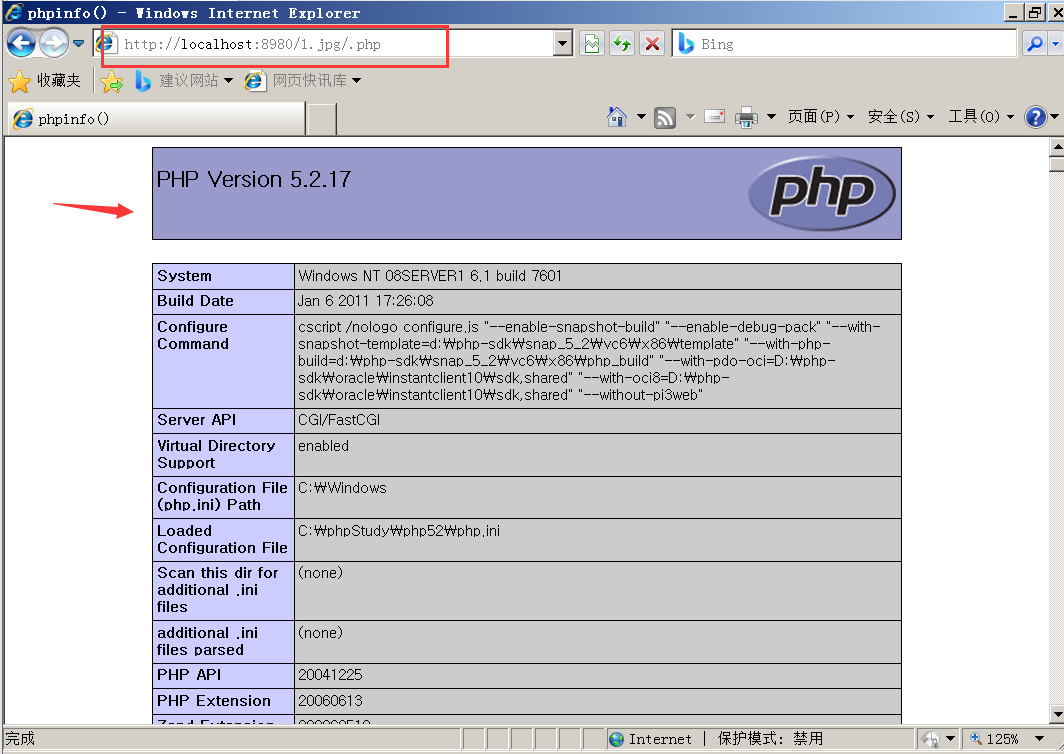 phpinfo() - Windows Internet Explorer
http://localhost:8980/1.jpg/.php
Bing
收藏夹
建议网站
网页快讯库
phpinfo()
页面(P)
安全(S)
工具(O)
PHP Version 5.2.17
php
System
Windows NT 08SERVER1 6.1 build 7601
Build Date
Jan 6 2011 17:26:08
Configure
Command
cscript /nologo configure.js "--enable-snapshot-build" "--enable-debug-pack" "--with-
snapshot-template=d:₩php-sdk₩snap_5_2₩vc6₩x86₩template" "--with-php-
build=d:₩php-sdk₩snap_5_2₩vc6₩x86₩php_build" "--with-pdo-oci=D:₩php-
sdk₩oracle₩instantclient10₩sdk,shared" "--with-oci8=D:₩php-
sdk₩oracle₩instantclient10₩sdk,shared" "--without-pi3web"
Server API
CGI/FastCGI
Virtual Directory
Support
enabled
Configuration File
(php.ini) Path
C:₩Windows
Loaded
Configuration File
C:₩phpStudy₩php52₩php.ini
Scan this dir for
additional .ini
files
(none)
additional .ini
files parsed
(none)
PHP API
20041225
PHP Extension
20060613
Zend Extension
完成
Internet | 保护模式: 禁用
125%